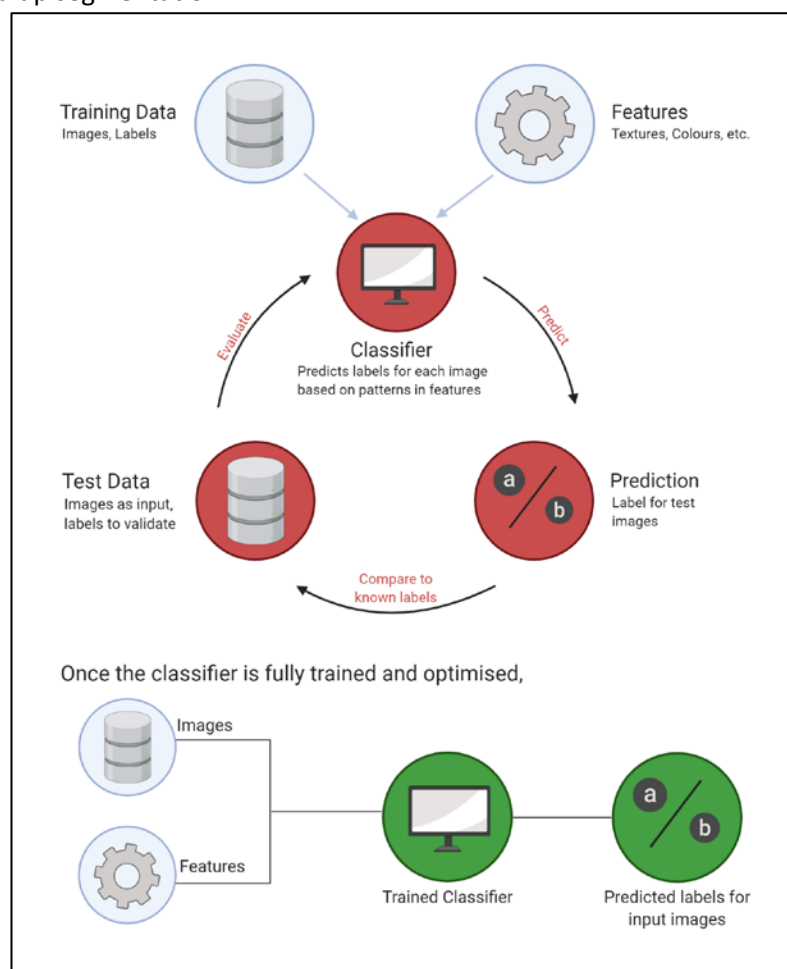 Training Data
Images, Labels
Features
Textures, Colours, etc.
Evaluate
Predict
Classifier
Predicts labels for each image
based on patterns in features
Test Data
Images as input,
labels to validate
a
b
Prediction
Label for test
images
Compare to
known labels
Once the classifier is fully trained and optimised,
Images
Features
Trained Classifier
a
b
Predicted labels for
input images